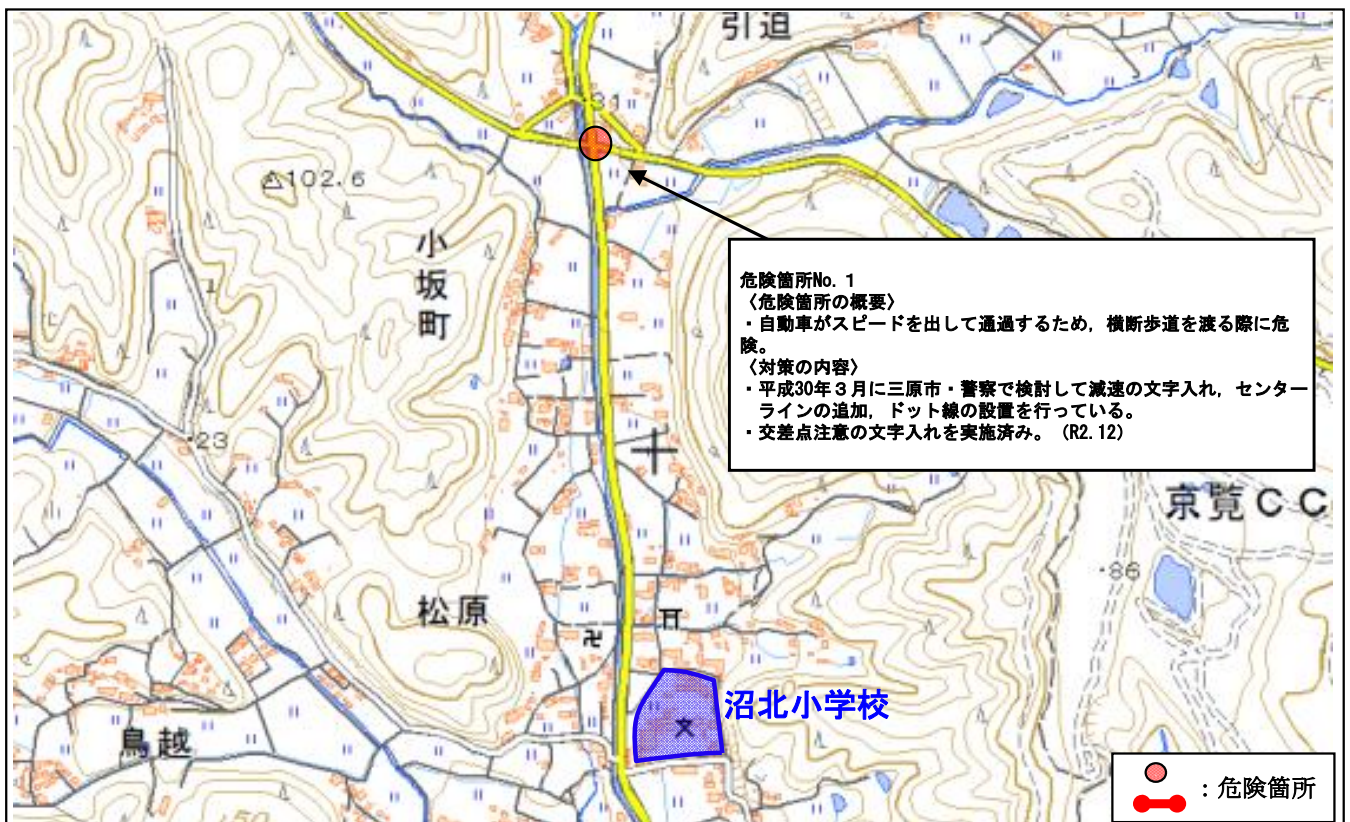 引迫
31
102.6
小坂町
危険箇所No. 1
〈危険箇所の概要〉
・自動車がスピードを出して通過するため，横断歩道を渡る際に危
険。
〈対策の内容〉
・平成30年３月に三原市・警察で検討して減速の文字入れ，センター
ラインの追加，ドット線の設置を行っている。
・交差点注意の文字入れを実施済み。（R2.12）
・23
京覧ＣＣ
・86
松原
沼北小学校
文
鳥越
50
：危険箇所